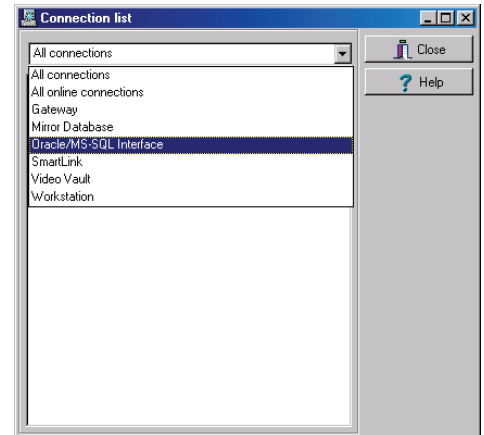 Connection list
All connections
Close
Help
All connections
All online connections
Gateway
Mirror Database
Oracle/MS-SQL Interface
SmartLink
Video Vault
Workstation